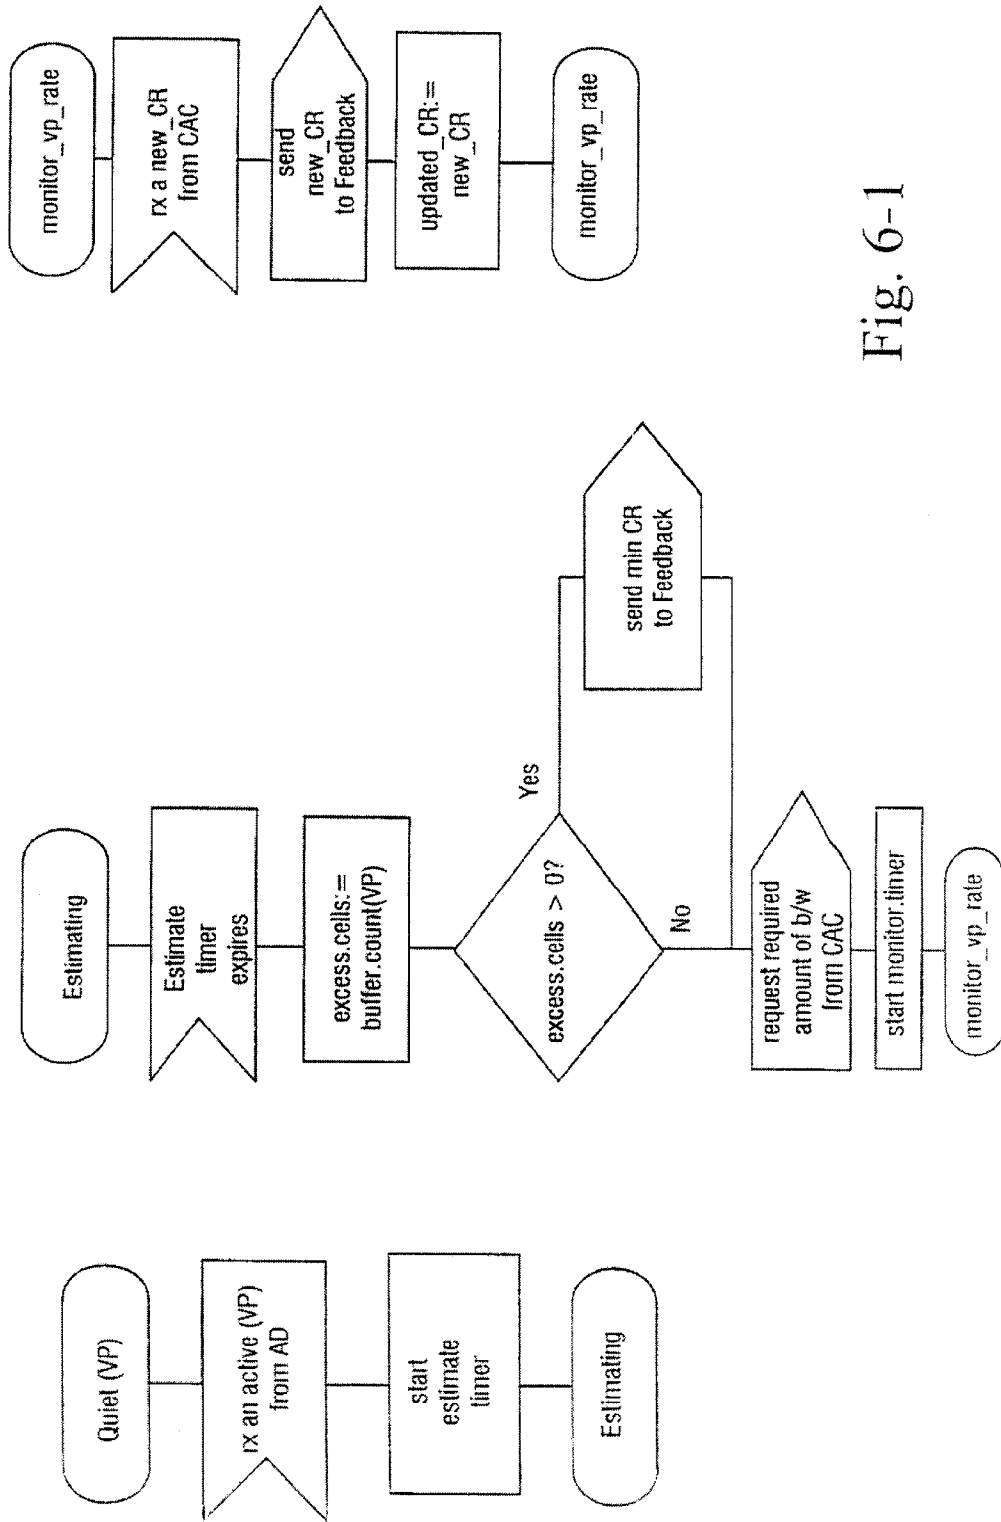 Quiet (VP)
rx an active (VP)
from AD
start
estimate
timer
Estimating
Estimating
Estimate
timer
expires
excess.cells:=
buffer.count(VP)
excess.cells > 0?
Yes
No
send min CR
to Feedback
request required
amount of b/w
from CAC
start monitor.timer
monitor_vp_rate
monitor_vp_rate
rx a new_CR
from CAC
send
new_CR
to Feedback
updated_CR:=
new_CR
monitor_vp_rate
Fig. 6-1